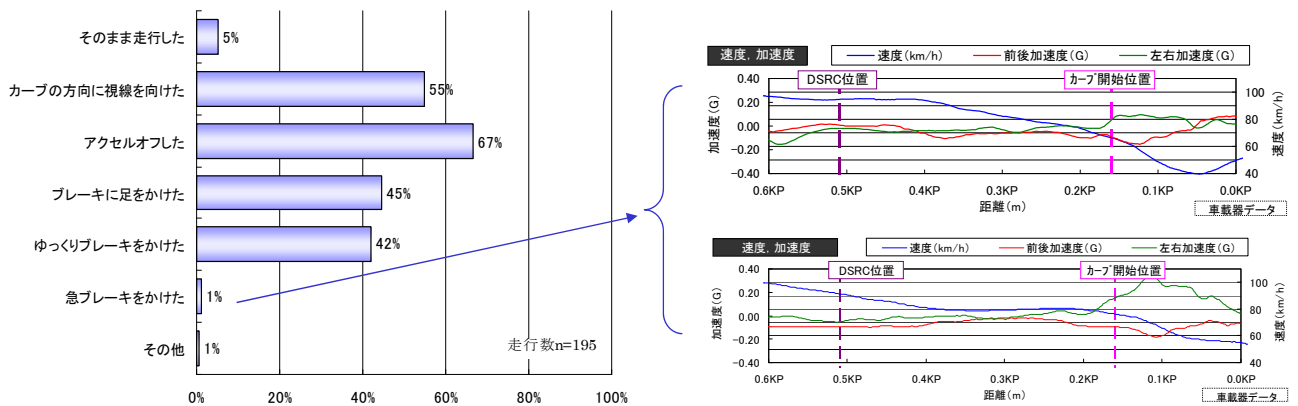 そのまま走行した 5%
カーブの方向に視線を向けた 55%
アクセルオフした 67%
ブレーキに足をかけた 45%
ゆっくりブレーキをかけた 42%
急ブレーキをかけた 1%
その他 1%
走行数n=195
0% 20% 40% 60% 80% 100%
速度, 加速度
速度(km/h) 前後加速度(G) 左右加速度(G)
DSRC位置
カーブ開始位置
加速度(G)
0.40
0.20
0.00
-0.20
-0.40
速度(km/h)
100
80
60
40
0.6KP 0.5KP 0.4KP 0.3KP 0.2KP 0.1KP 0.0KP
距離(m)
車載器データ
速度, 加速度
速度(km/h) 前後加速度(G) 左右加速度(G)
DSRC位置
カーブ開始位置
加速度(G)
0.40
0.20
0.00
-0.20
-0.40
速度(km/h)
100
80
60
40
0.6KP 0.5KP 0.4KP 0.3KP 0.2KP 0.1KP 0.0KP
距離(m)
車載器データ